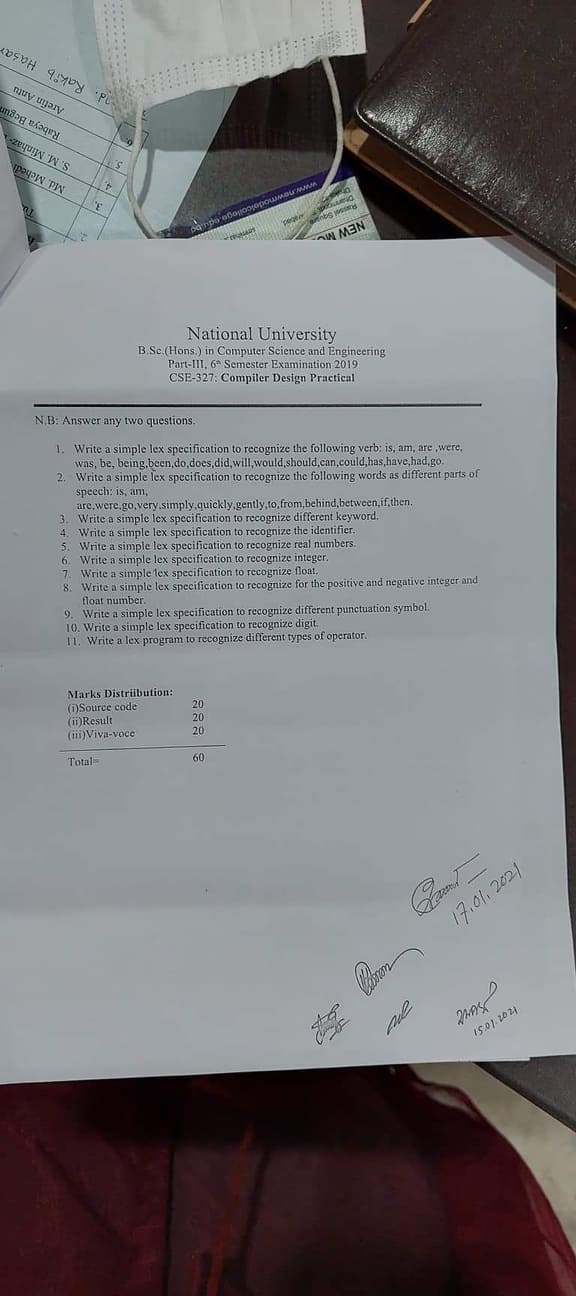 d. Rakib Hasan
Arefin Antu
Rabeya Begum
S. M Minhaz-
Md. Mehedi
6.
5.
4.
3.
2.
www.newmodelcollege.edu.bd
Russel Square
Dhanmondi
NEW MO
National University
B.Sc.(Hons.) in Computer Science and Engineering
Part-III, 6th Semester Examination 2019
CSE-327: Compiler Design Practical
N.B: Answer any two questions.
1. Write a simple lex specification to recognize the following verb: is, am, are ,were,
was, be, being,been,do,does,did,will,would,should,can,could,has,have,had,go.
2. Write a simple lex specification to recognize the following words as different parts of
speech: is, am,
are,were,go,very,simply,quickly,gently,to,from,behind,between,if,then.
3. Write a simple lex specification to recognize different keyword.
4. Write a simple lex specification to recognize the identifier.
5. Write a simple lex specification to recognize real numbers.
6. Write a simple lex specification to recognize integer.
7. Write a simple lex specification to recognize float.
8. Write a simple lex specification to recognize for the positive and negative integer and
float number.
9. Write a simple lex specification to recognize different punctuation symbol.
10. Write a simple lex specification to recognize digit.
11. Write a lex program to recognize different types of operator.
Marks Distriibution:
(i)Source code 20
(ii)Result 20
(iii)Viva-voce 20
Total= 60
17.01.2021
15.01.2021